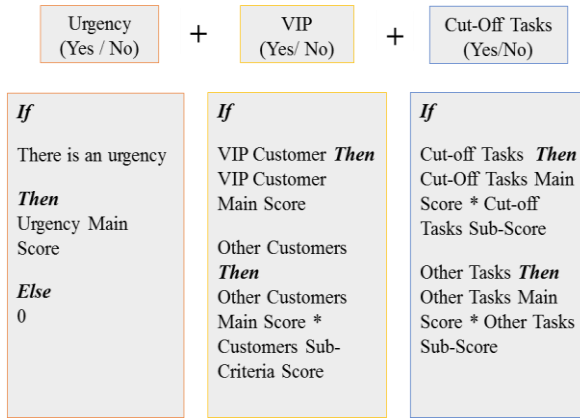 Urgency
(Yes / No)
+
VIP
(Yes/ No)
+
Cut-Off Tasks
(Yes/No)
If
There is an urgency
Then
Urgency Main
Score
Else
0
If
VIP Customer Then
VIP Customer
Main Score
Other Customers
Then
Other Customers
Main Score *
Customers Sub-
Criteria Score
If
Cut-off Tasks Then
Cut-Off Tasks Main
Score * Cut-off
Tasks Sub-Score
Other Tasks Then
Other Tasks Main
Score * Other Tasks
Sub-Score